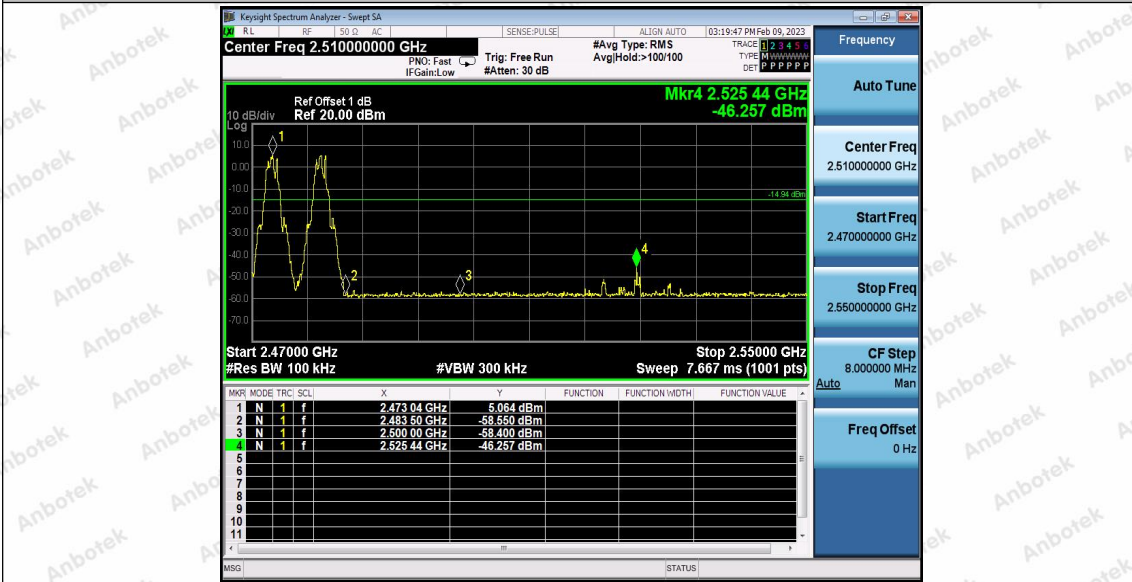 Keysight Spectrum Analyzer - Swept SA
LXI RL RF 50 Ω AC SENSE:PULSE ALIGN AUTO 03:19:47 PM Feb 09, 2023
Center Freq 2.510000000 GHz
PNO: Fast
IFGain:Low
Trig: Free Run
#Atten: 30 dB
#Avg Type: RMS
Avg|Hold:>100/100
TRACE 1 2 3 4 5 6
TYPE M WWWWW
DET P P P P P P
Ref Offset 1 dB
Ref 20.00 dBm
10 dB/div
Log
Mkr4 2.525 44 GHz
-46.257 dBm
10.0
0.00
-10.0
-20.0
-30.0
-40.0
-50.0
-60.0
-70.0
1
2
3
4
-14.94 dBm
Start 2.47000 GHz
Stop 2.55000 GHz
#Res BW 100 kHz
#VBW 300 kHz
Sweep 7.667 ms (1001 pts)
MKR MODE TRC SCL X Y FUNCTION FUNCTION WIDTH FUNCTION VALUE
1 N 1 f 2.473 04 GHz 5.064 dBm
2 N 1 f 2.483 50 GHz -58.550 dBm
3 N 1 f 2.500 00 GHz -58.400 dBm
4 N 1 f 2.525 44 GHz -46.257 dBm
5
6
7
8
9
10
11
MSG
STATUS
Frequency
Auto Tune
Center Freq
2.510000000 GHz
Start Freq
2.470000000 GHz
Stop Freq
2.550000000 GHz
CF Step
8.000000 MHz
Auto Man
Freq Offset
0 Hz
Anbotek